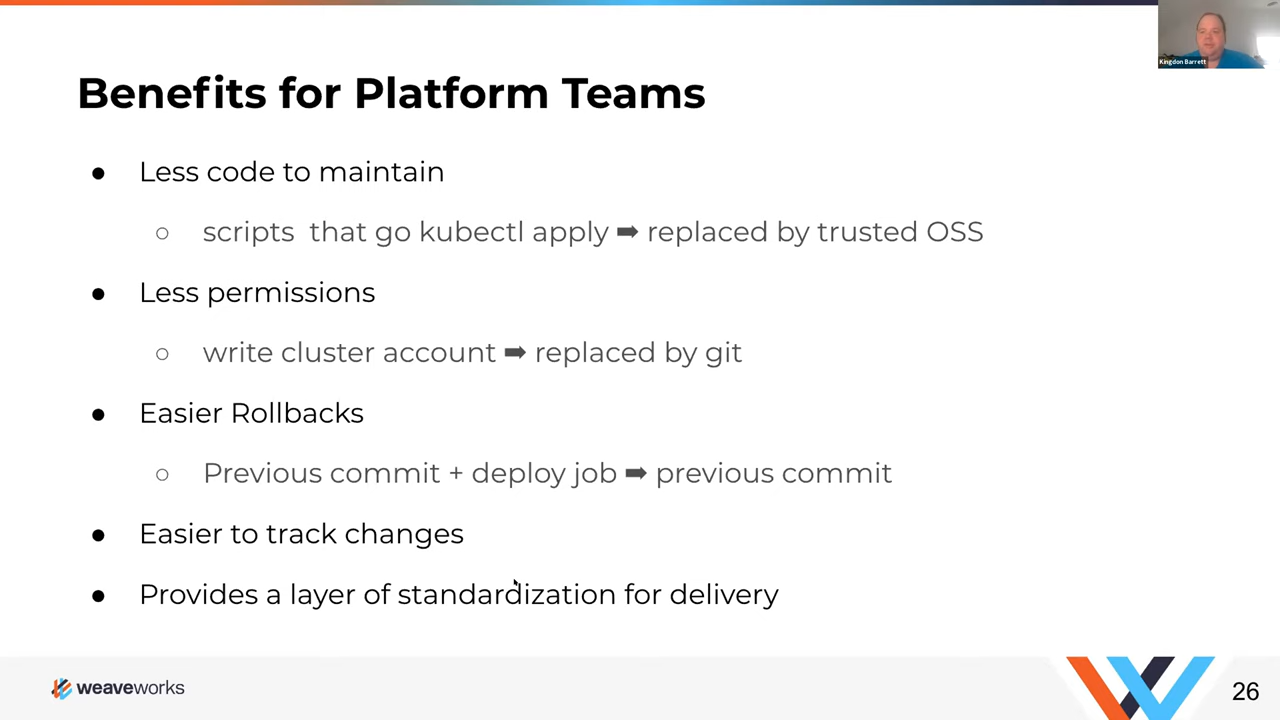 Kingdon Barrett
Benefits for Platform Teams
● Less code to maintain
○ scripts  that go kubectl apply ➡ replaced by trusted OSS
● Less permissions
○ write cluster account ➡ replaced by git
● Easier Rollbacks
○ Previous commit + deploy job ➡ previous commit
● Easier to track changes
● Provides a layer of standardization for delivery
weaveworks
26